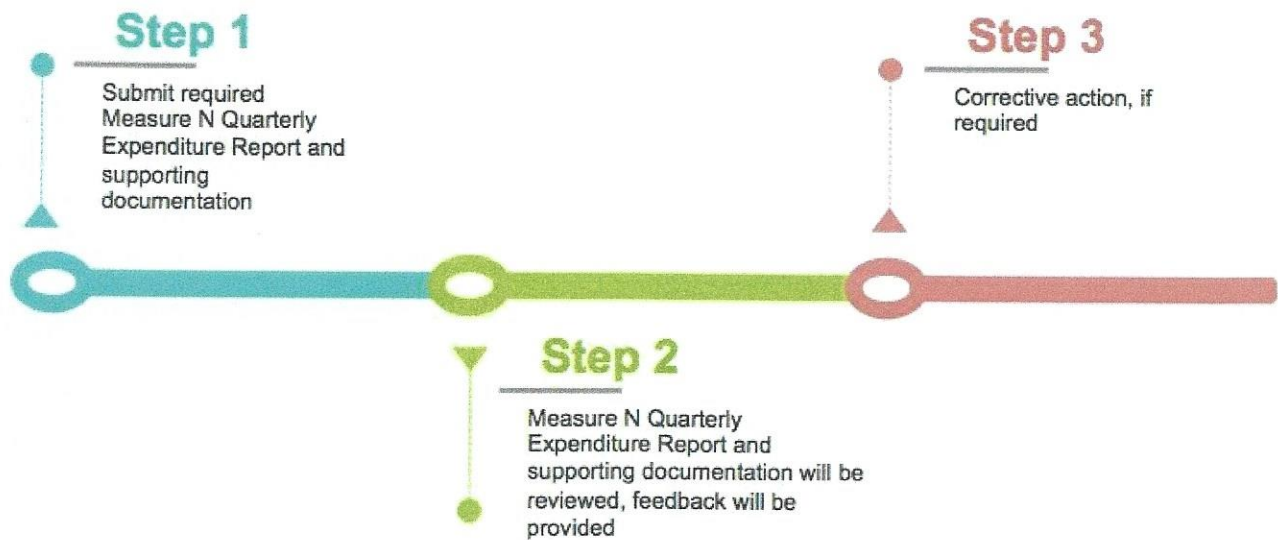 Step 1
Submit required
Measure N Quarterly
Expenditure Report and
supporting
documentation
Step 2
Measure N Quarterly
Expenditure Report and
supporting documentation will be
reviewed, feedback will be
provided
Step 3
Corrective action, if
required